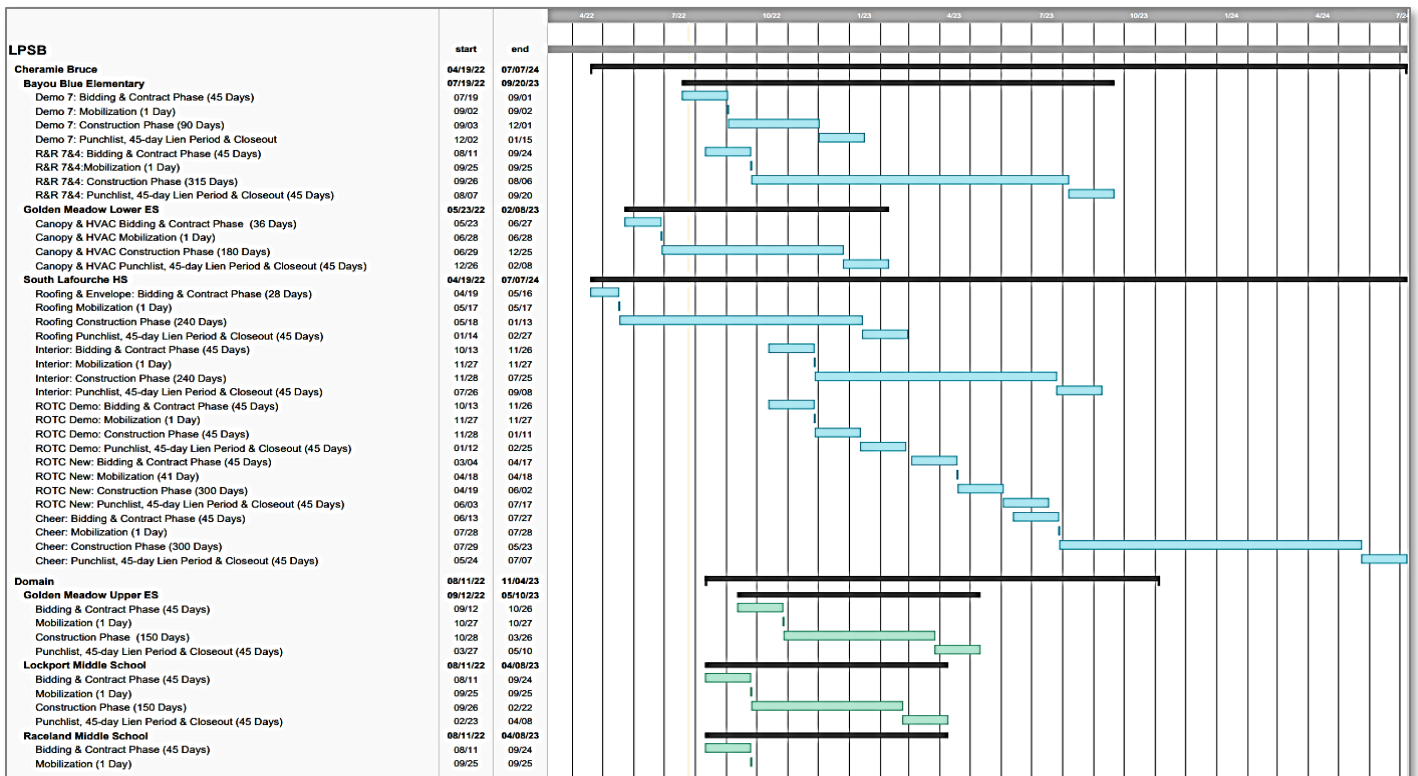 4/22 7/22 10/22 1/23 4/23 7/23 10/23 1/24 4/24 7/24
LPSB start end
Cheramie Bruce 04/19/22 07/07/24
Bayou Blue Elementary 07/19/22 09/20/23
Demo 7: Bidding & Contract Phase (45 Days) 07/19 09/01
Demo 7: Mobilization (1 Day) 09/02 09/02
Demo 7: Construction Phase (90 Days) 09/03 12/01
Demo 7: Punchlist, 45-day Lien Period & Closeout 12/02 01/15
R&R 7&4: Bidding & Contract Phase (45 Days) 08/11 09/24
R&R 7&4:Mobilization (1 Day) 09/25 09/25
R&R 7&4: Construction Phase (315 Days) 09/26 08/06
R&R 7&4: Punchlist, 45-day Lien Period & Closeout (45 Days) 08/07 09/20
Golden Meadow Lower ES 05/23/22 02/08/23
Canopy & HVAC Bidding & Contract Phase (36 Days) 05/23 06/27
Canopy & HVAC Mobilization (1 Day) 06/28 06/28
Canopy & HVAC Construction Phase (180 Days) 06/29 12/25
Canopy & HVAC Punchlist, 45-day Lien Period & Closeout (45 Days) 12/26 02/08
South Lafourche HS 04/19/22 07/07/24
Roofing & Envelope: Bidding & Contract Phase (28 Days) 04/19 05/16
Roofing Mobilization (1 Day) 05/17 05/17
Roofing Construction Phase (240 Days) 05/18 01/13
Roofing Punchlist, 45-day Lien Period & Closeout (45 Days) 01/14 02/27
Interior: Bidding & Contract Phase (45 Days) 10/13 11/26
Interior: Mobilization (1 Day) 11/27 11/27
Interior: Construction Phase (240 Days) 11/28 07/25
Interior: Punchlist, 45-day Lien Period & Closeout (45 Days) 07/26 09/08
ROTC Demo: Bidding & Contract Phase (45 Days) 10/13 11/26
ROTC Demo: Mobilization (1 Day) 11/27 11/27
ROTC Demo: Construction Phase (45 Days) 11/28 01/11
ROTC Demo: Punchlist, 45-day Lien Period & Closeout (45 Days) 01/12 02/25
ROTC New: Bidding & Contract Phase (45 Days) 03/04 04/17
ROTC New: Mobilization (41 Day) 04/18 04/18
ROTC New: Construction Phase (300 Days) 04/19 06/02
ROTC New: Punchlist, 45-day Lien Period & Closeout (45 Days) 06/03 07/17
Cheer: Bidding & Contract Phase (45 Days) 06/13 07/27
Cheer: Mobilization (1 Day) 07/28 07/28
Cheer: Construction Phase (300 Days) 07/29 05/23
Cheer: Punchlist, 45-day Lien Period & Closeout (45 Days) 05/24 07/07
Domain 08/11/22 11/04/23
Golden Meadow Upper ES 09/12/22 05/10/23
Bidding & Contract Phase (45 Days) 09/12 10/26
Mobilization (1 Day) 10/27 10/27
Construction Phase (150 Days) 10/28 03/26
Punchlist, 45-day Lien Period & Closeout (45 Days) 03/27 05/10
Lockport Middle School 08/11/22 04/08/23
Bidding & Contract Phase (45 Days) 08/11 09/24
Mobilization (1 Day) 09/25 09/25
Construction Phase (150 Days) 09/26 02/22
Punchlist, 45-day Lien Period & Closeout (45 Days) 02/23 04/08
Raceland Middle School 08/11/22 04/08/23
Bidding & Contract Phase (45 Days) 08/11 09/24
Mobilization (1 Day) 09/25 09/25